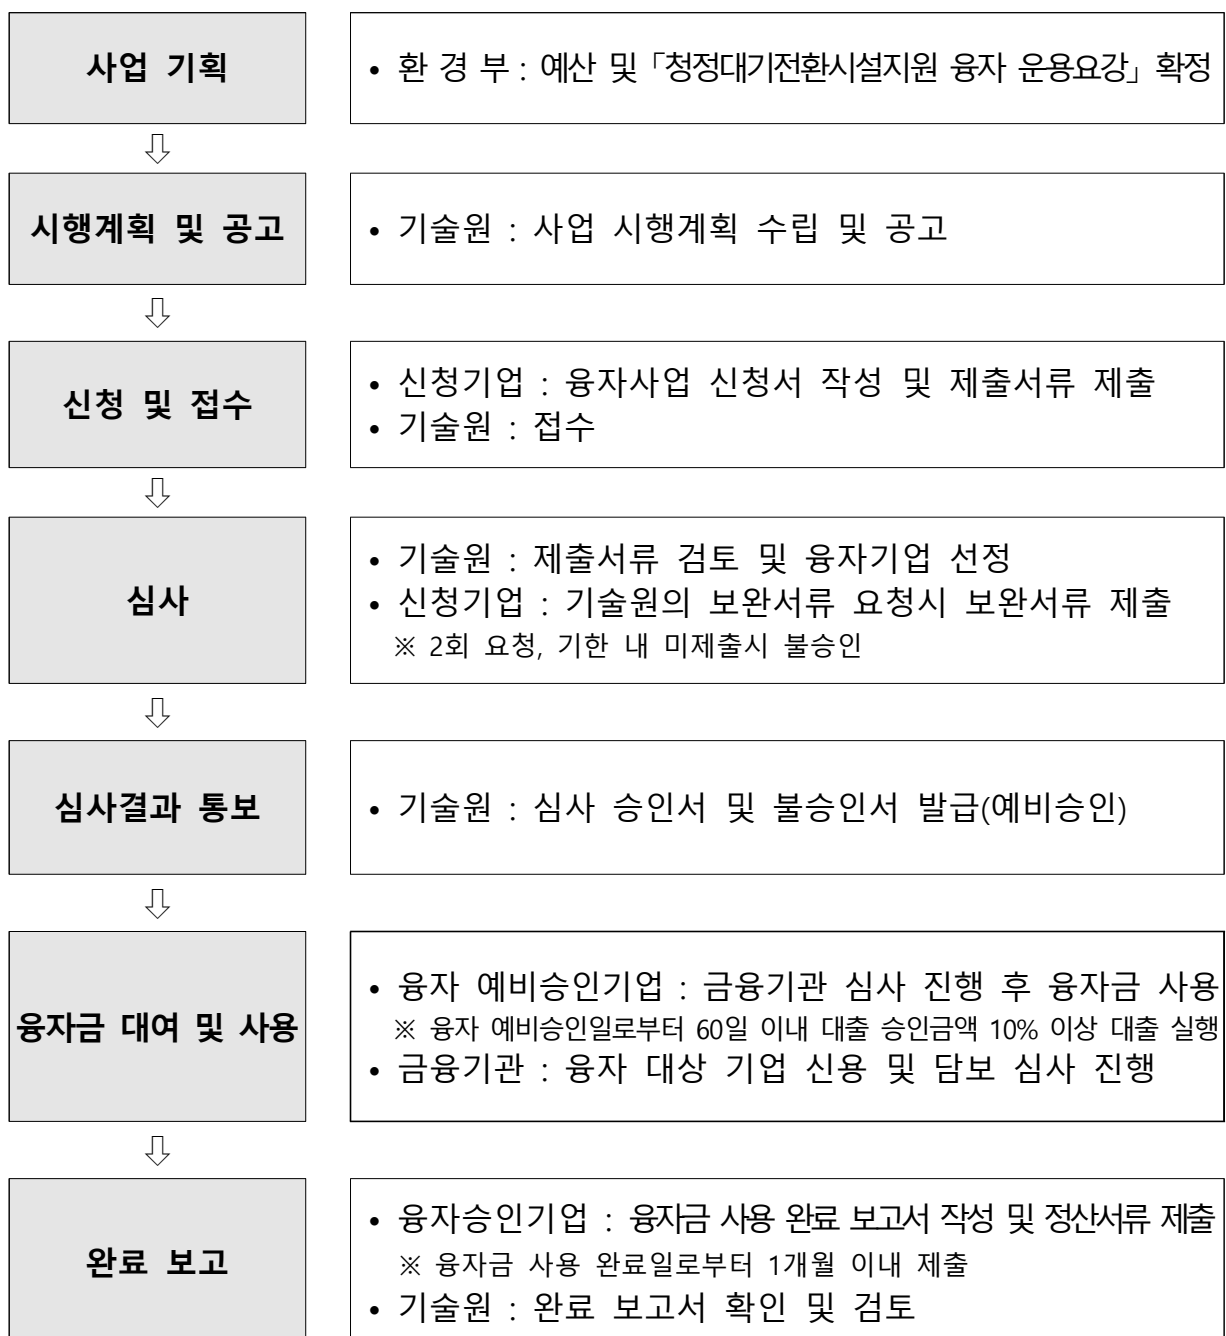 사업 기획
• 환 경 부 : 예산 및 「청정대기전환시설지원 융자 운용요강」 확정
⇩
시행계획 및 공고
• 기술원 : 사업 시행계획 수립 및 공고
⇩
신청 및 접수
• 신청기업 : 융자사업 신청서 작성 및 제출서류 제출
• 기술원 : 접수
⇩
심사
• 기술원 : 제출서류 검토 및 융자기업 선정
• 신청기업 : 기술원의 보완서류 요청시 보완서류 제출
※ 2회 요청, 기한 내 미제출시 불승인
⇩
심사결과 통보
• 기술원 : 심사 승인서 및 불승인서 발급(예비승인)
⇩
융자금 대여 및 사용
• 융자 예비승인기업 : 금융기관 심사 진행 후 융자금 사용
※ 융자 예비승인일로부터 60일 이내 대출 승인금액 10% 이상 대출 실행
• 금융기관 : 융자 대상 기업 신용 및 담보 심사 진행
⇩
완료 보고
• 융자승인기업 : 융자금 사용 완료 보고서 작성 및 정산서류 제출
※ 융자금 사용 완료일로부터 1개월 이내 제출
• 기술원 : 완료 보고서 확인 및 검토